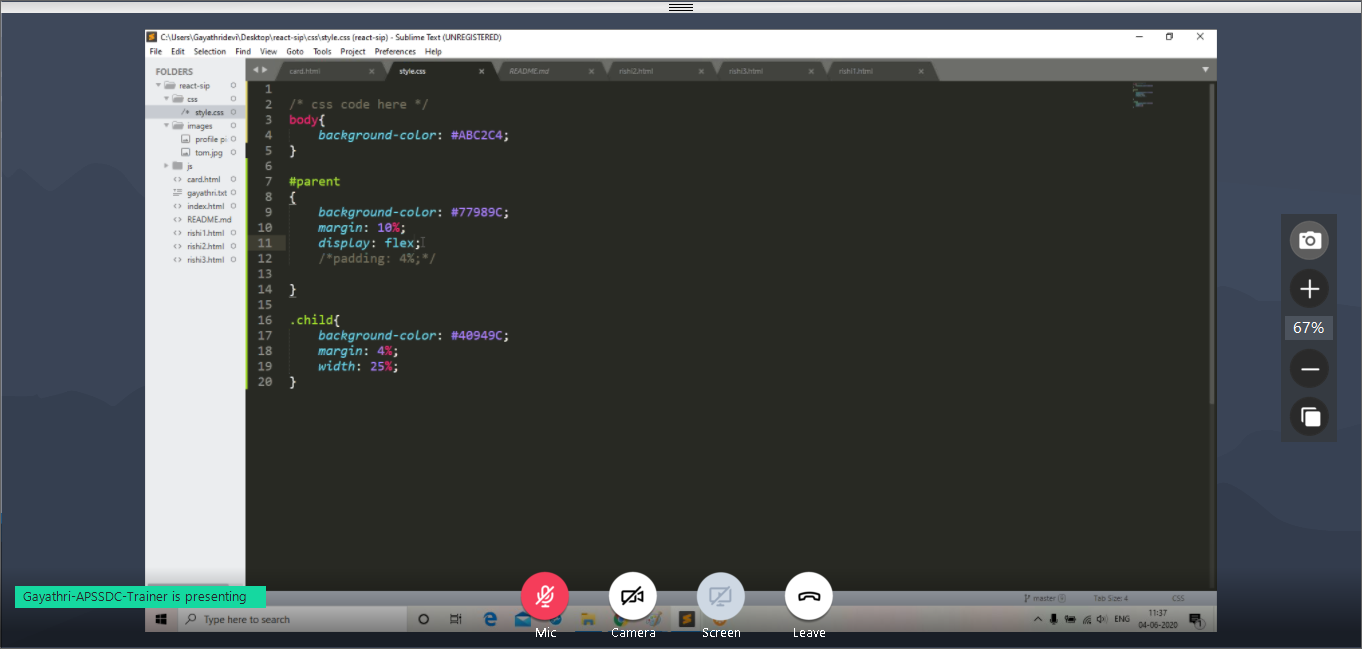 C:\Users\Gayathridevi\Desktop\react-sip\css\style.css (react-sip) - Sublime Text (UNREGISTERED)
File Edit Selection Find View Goto Tools Project Preferences Help
FOLDERS
react-sip
css
/* style.css
images
profile pi
tom.jpg
js
<> card.html
gayathri.txt
<> index.html
<> README.md
<> rishi1.html
<> rishi2.html
<> rishi3.html
card.html style.css README.md rishi2.html rishi3.html rishi1.html
1
2 /* css code here */
3 body{
4 background-color: #ABC2C4;
5 }
6
7 #parent
8 {
9 background-color: #77989C;
10 margin: 10%;
11 display: flex;
12 /*padding: 4%;*/
13
14 }
15
16 .child{
17 background-color: #40949C;
18 margin: 4%;
19 width: 25%;
20 }
67%
Gayathri-APSSDC-Trainer is presenting
master Tab Size: 4 CSS
Type here to search
ENG
11:37
04-06-2020
1
Mic Camera Screen Leave